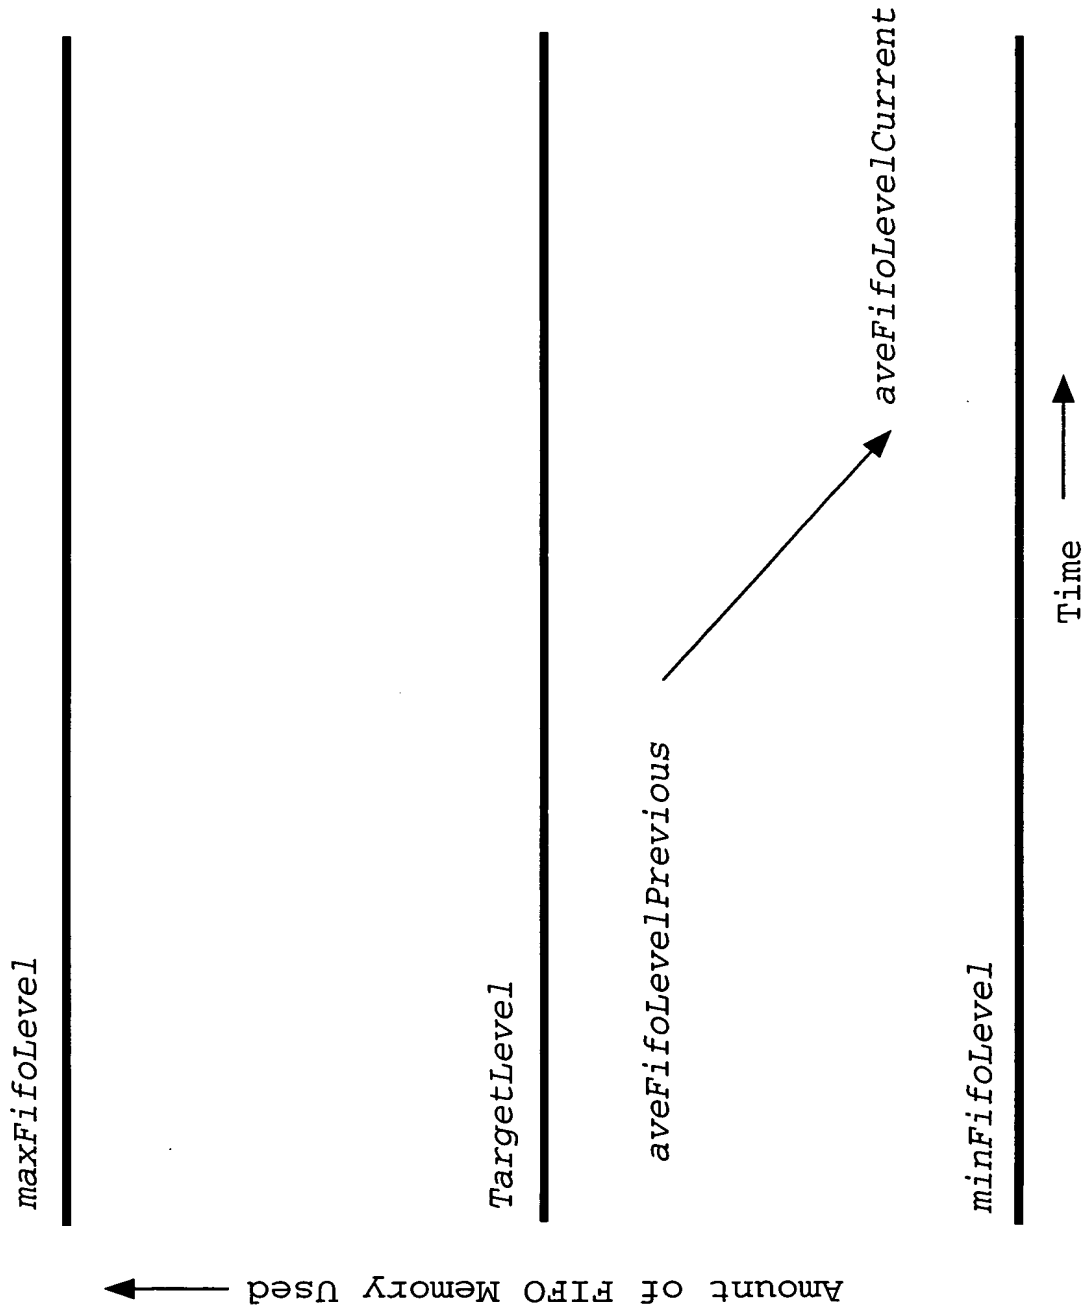 maxFifoLevel
TargetLevel
aveFifoLevelPrevious
aveFifoLevelCurrent
minFifoLevel
Time
Amount of FIFO Memory Used